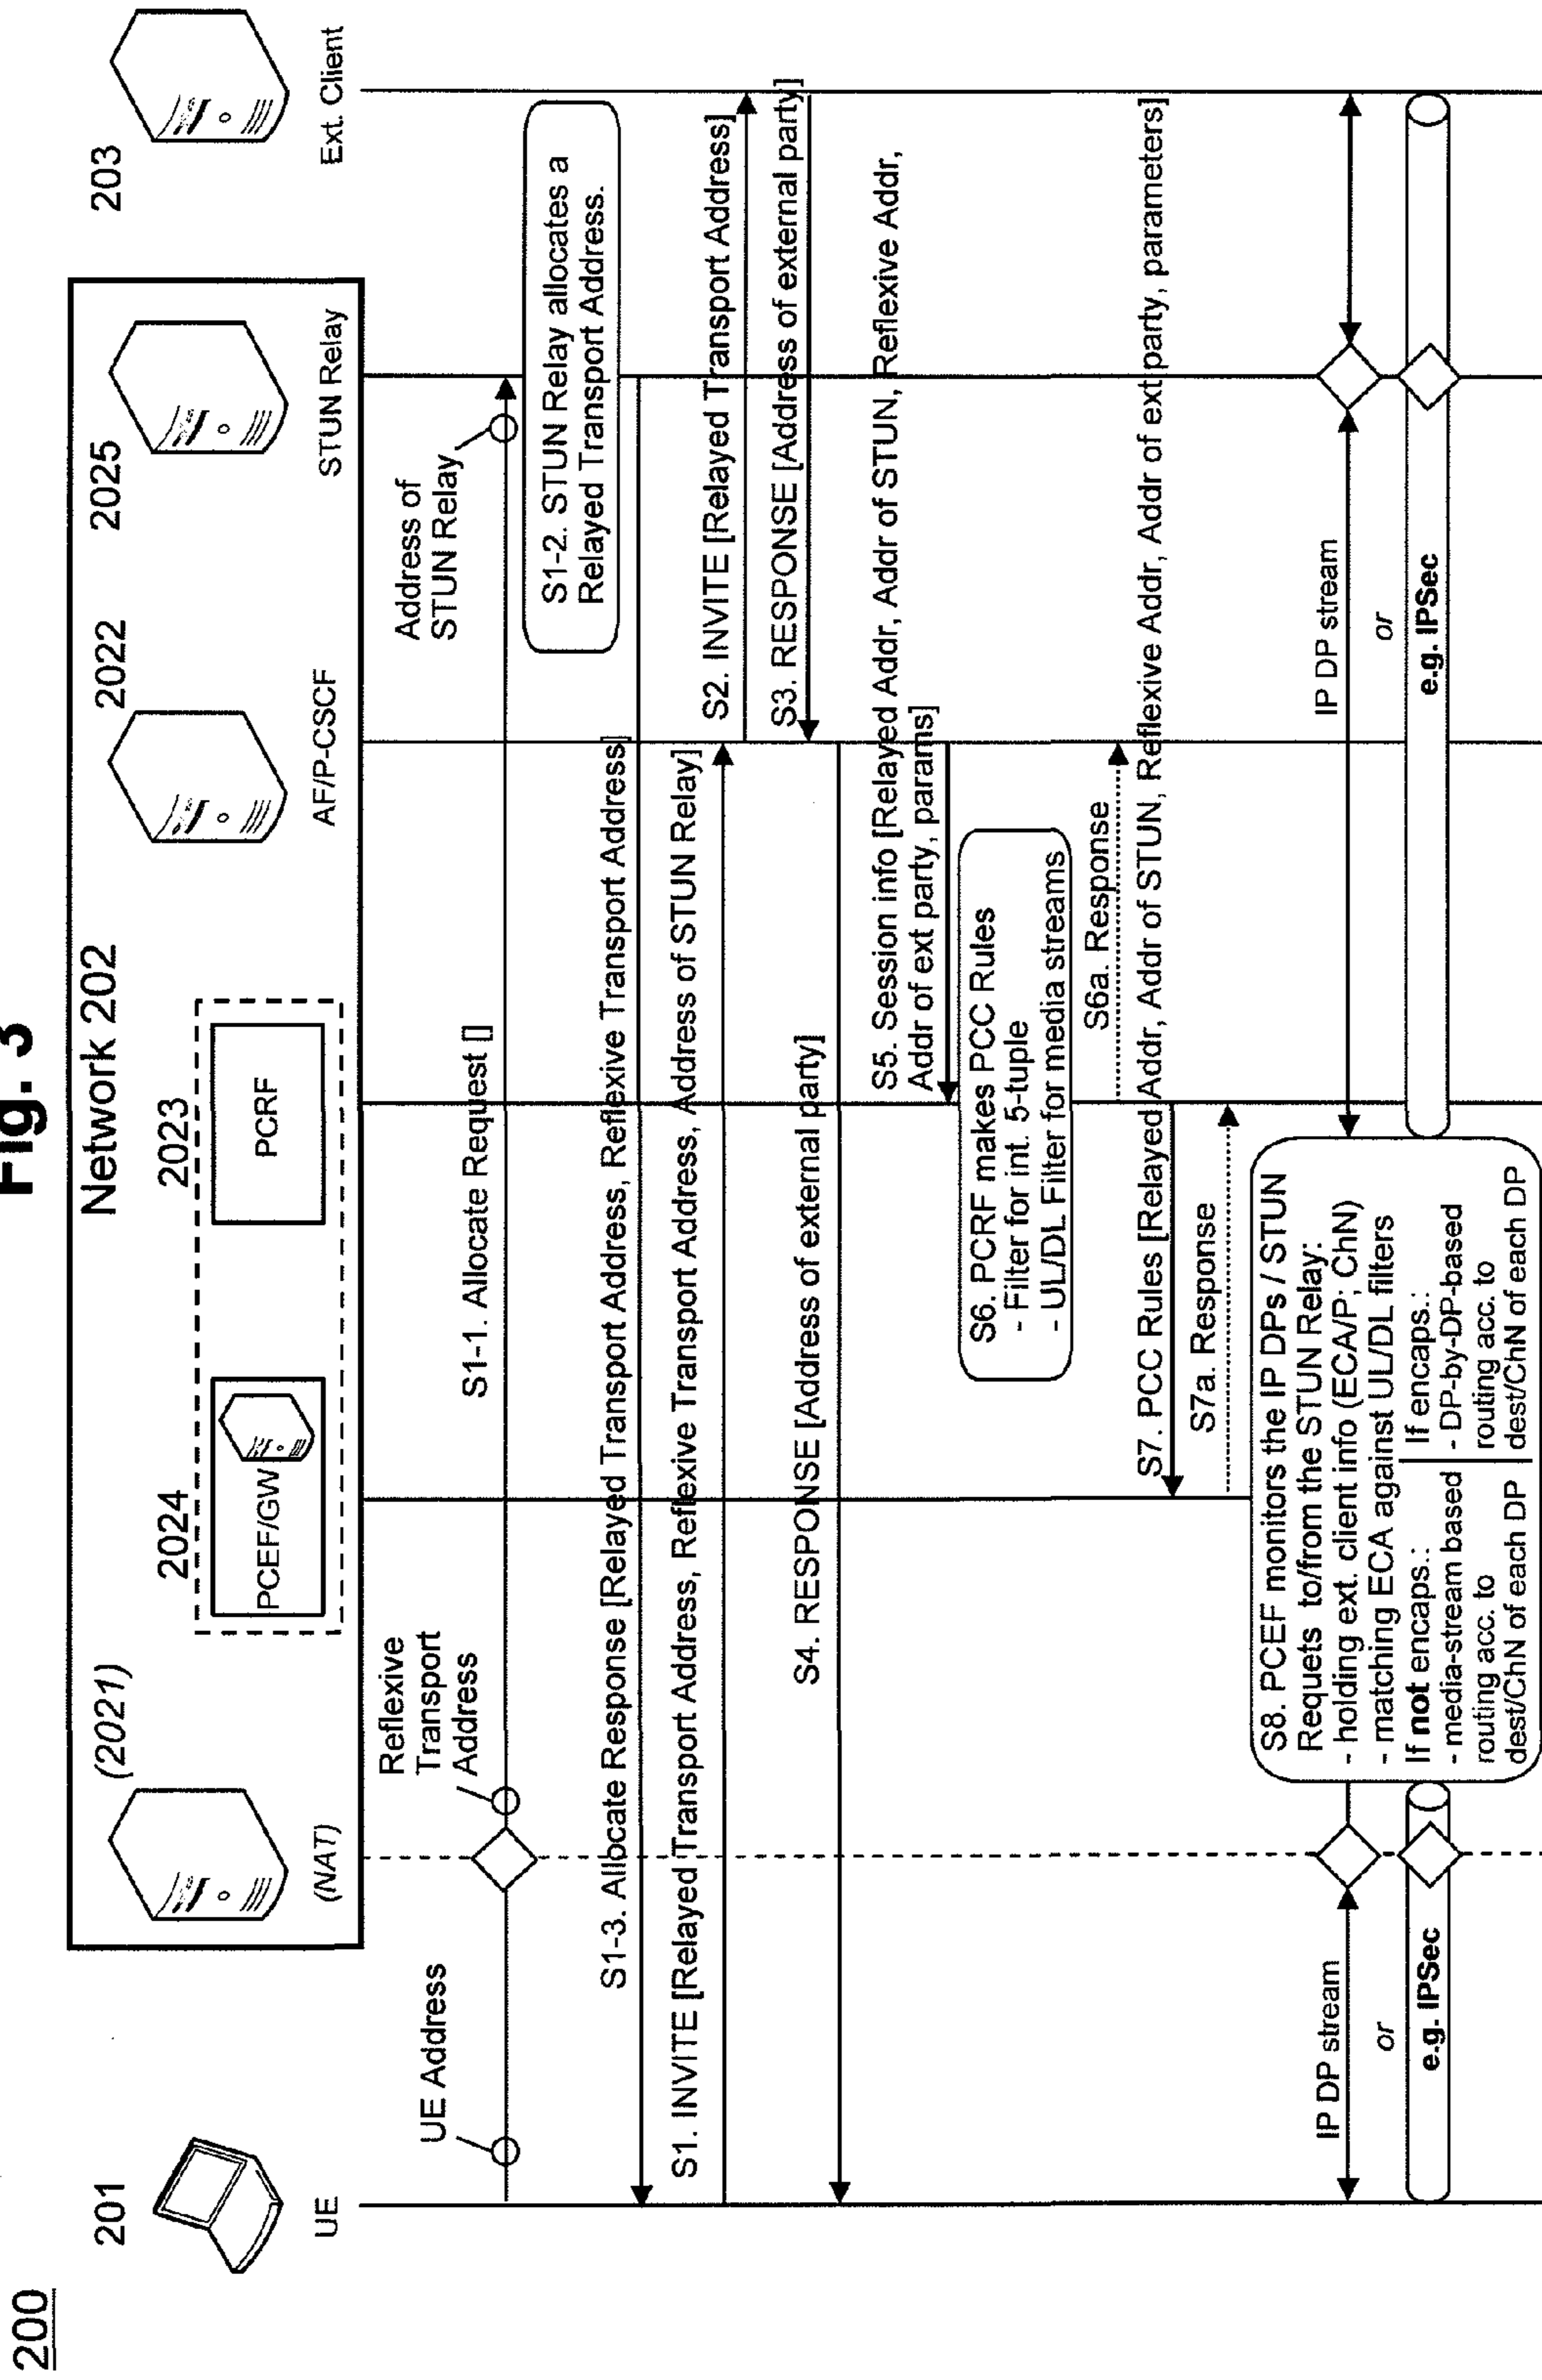 Fig. 3
200
Network 202
201
(2021)
2024
2023
2022
2025
203
UE
(NAT)
PCEF/GW
PCRF
AF/P-CSCF
STUN Relay
Ext. Client
UE Address
Reflexive
Transport
Address
S1-1. Allocate Request []
Address of
STUN Relay
S1-2. STUN Relay allocates a
Relayed Transport Address.
S1-3. Allocate Response [Relayed Transport Address, Reflexive Transport Address]
S1. INVITE [Relayed Transport Address, Reflexive Transport Address, Address of STUN Relay]
S2. INVITE [Relayed Transport Address]
S3. RESPONSE [Address of external party]
S4. RESPONSE [Address of external party]
S5. Session info [Relayed Addr, Addr of STUN, Reflexive Addr,
Addr of ext party, params]
S6. PCRF makes PCC Rules
- Filter for int. 5-tuple
- UL/DL Filter for media streams
S6a. Response
S7. PCC Rules [Relayed Addr, Addr of STUN, Reflexive Addr, Addr of ext party, parameters]
S7a. Response
S8. PCEF monitors the IP DPs / STUN
Requets to/from the STUN Relay:
- holding ext. client info (ECA/P; ChN)
- matching ECA against UL/DL filters
If not encaps.:
- media-stream based
routing acc. to
dest/ChN of each DP
If encaps.:
- DP-by-DP-based
routing acc. to
dest/ChN of each DP
IP DP stream
or
e.g. IPSec
IP DP stream
or
e.g. IPSec